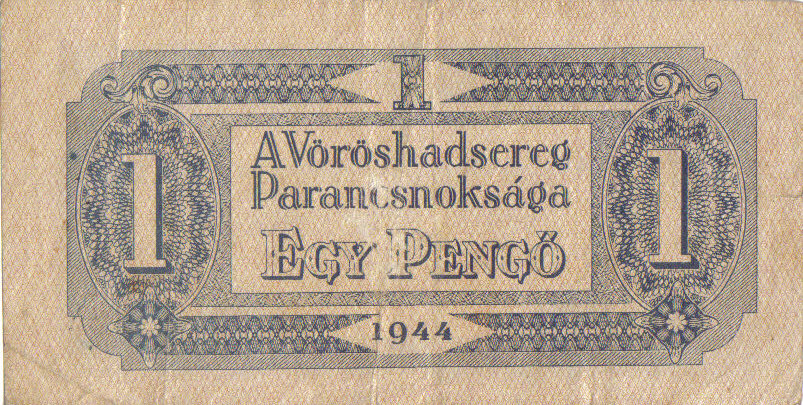 1
A Vöröshadsereg
Parancsnoksága
1 1
EGY PENGŐ
1944